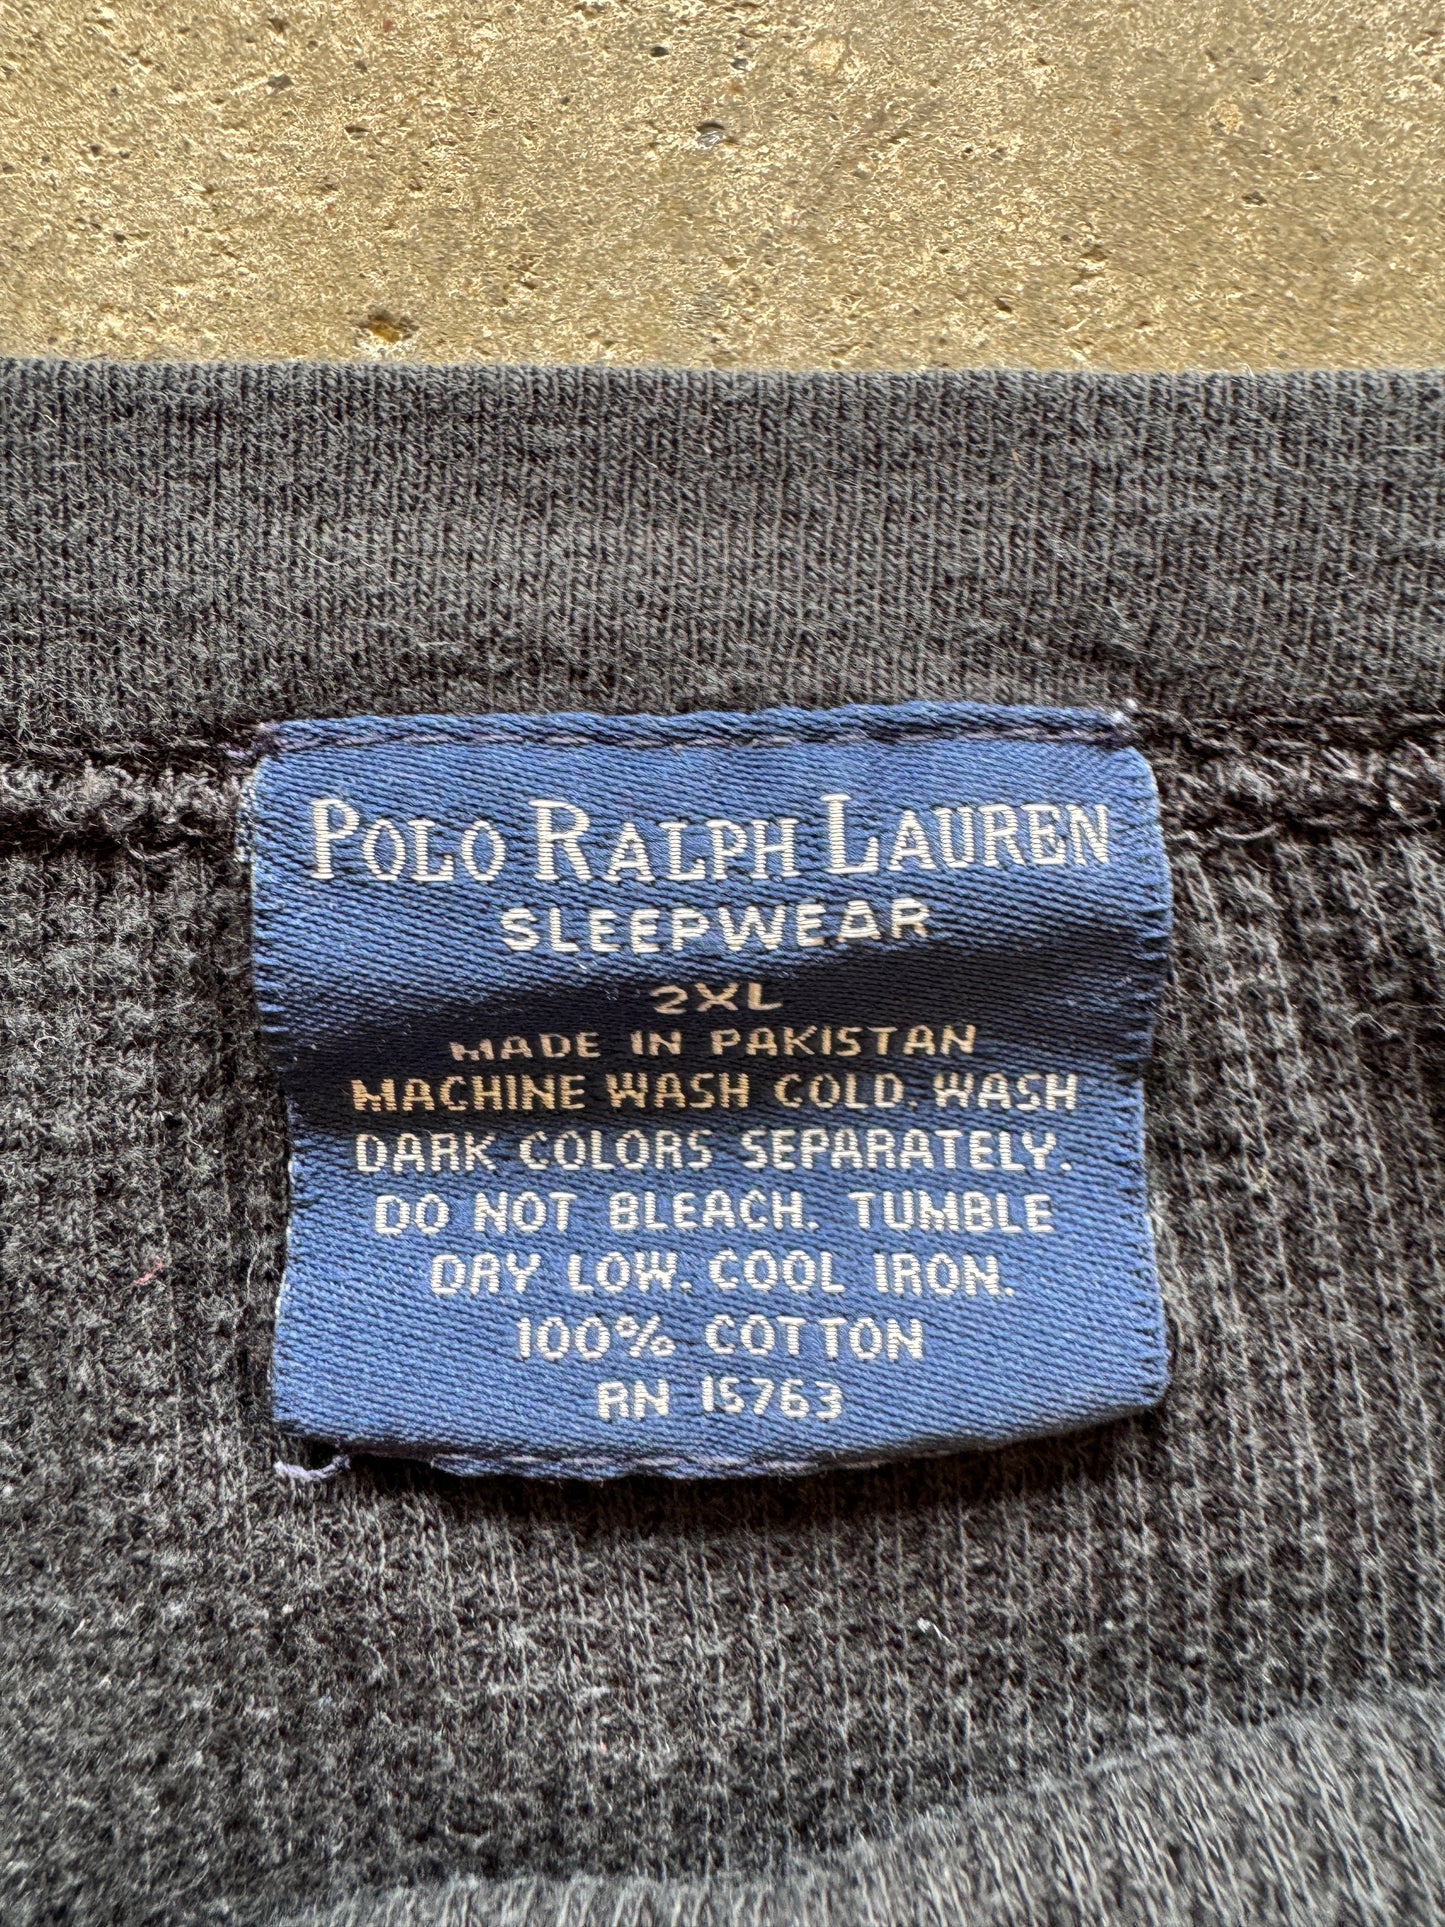 POLO RALPH LAUREN
SLEEPWEAR
2XL
MADE IN PAKISTAN
MACHINE WASH COLD. WASH
DARK COLORS SEPARATELY.
DO NOT BLEACH. TUMBLE
DRY LOW. COOL IRON.
100% COTTON
RN 15763